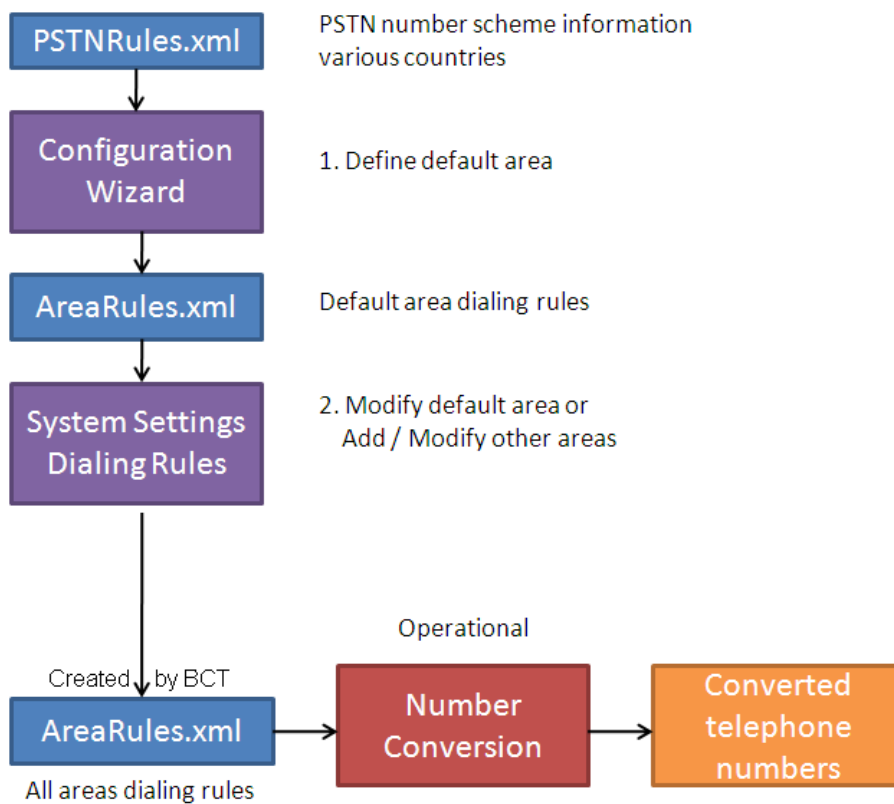 PSTNRules.xml
PSTN number scheme information
various countries
Configuration
Wizard
1. Define default area
AreaRules.xml
Default area dialing rules
System Settings
Dialing Rules
2. Modify default area or
Add / Modify other areas
Operational
Created by BCT
AreaRules.xml
Number
Conversion
Converted
telephone
numbers
All areas dialing rules